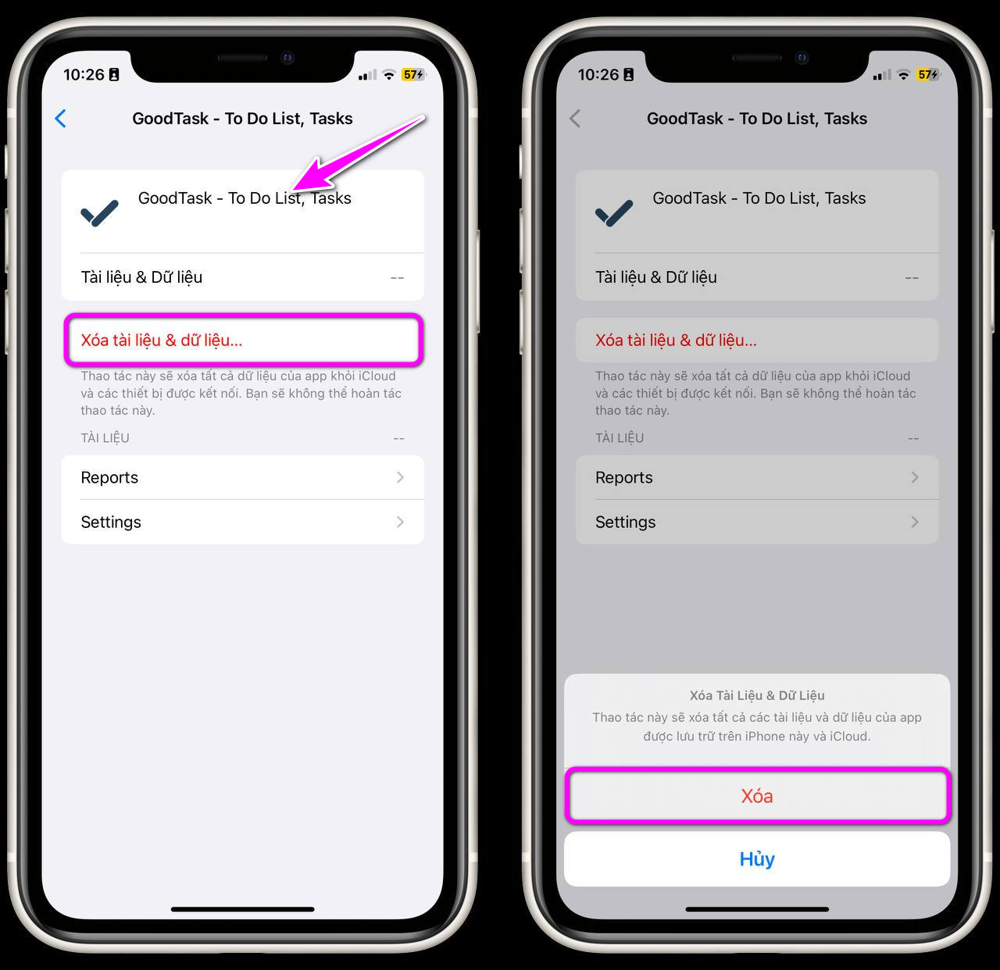 10:26
57
GoodTask - To Do List, Tasks
GoodTask - To Do List, Tasks
Tài liệu & Dữ liệu --
Xóa tài liệu & dữ liệu...
Thao tác này sẽ xóa tất cả dữ liệu của app khỏi iCloud
và các thiết bị được kết nối. Bạn sẽ không thể hoàn tác
thao tác này.
TÀI LIỆU --
Reports
Settings
10:26
57
GoodTask - To Do List, Tasks
GoodTask - To Do List, Tasks
Tài liệu & Dữ liệu --
Xóa tài liệu & dữ liệu...
Thao tác này sẽ xóa tất cả dữ liệu của app khỏi iCloud
và các thiết bị được kết nối. Bạn sẽ không thể hoàn tác
thao tác này.
TÀI LIỆU --
Reports
Settings
Xóa Tài Liệu & Dữ Liệu
Thao tác này sẽ xóa tất cả các tài liệu và dữ liệu của app
được lưu trữ trên iPhone này và iCloud.
Xóa
Hủy